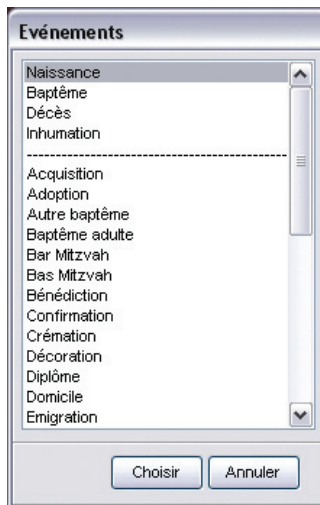 Evénements
Naissance
Baptême
Décès
Inhumation
--------------------------------------------------
Acquisition
Adoption
Autre baptême
Baptême adulte
Bar Mitzvah
Bas Mitzvah
Bénédiction
Confirmation
Crémation
Décoration
Diplôme
Domicile
Emigration
Choisir Annuler